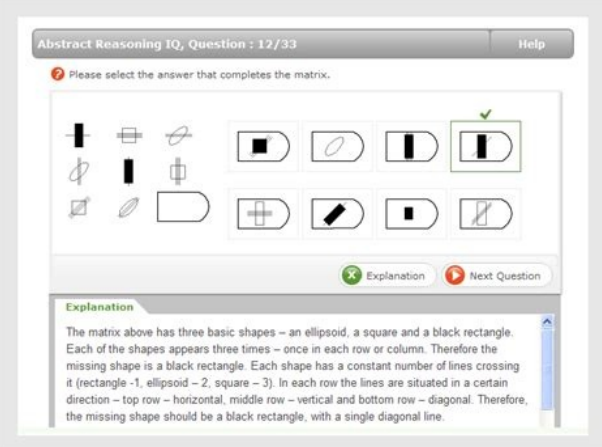 Abstract Reasoning IQ, Question : 12/33
Help
Please select the answer that completes the matrix.
Explanation
Next Question
Explanation
The matrix above has three basic shapes – an ellipsoid, a square and a black rectangle.
Each of the shapes appears three times – once in each row or column. Therefore the
missing shape is a black rectangle. Each shape has a constant number of lines crossing
it (rectangle -1, ellipsoid – 2, square – 3). In each row the lines are situated in a certain
direction – top row – horizontal, middle row – vertical and bottom row – diagonal. Therefore,
the missing shape should be a black rectangle, with a single diagonal line.